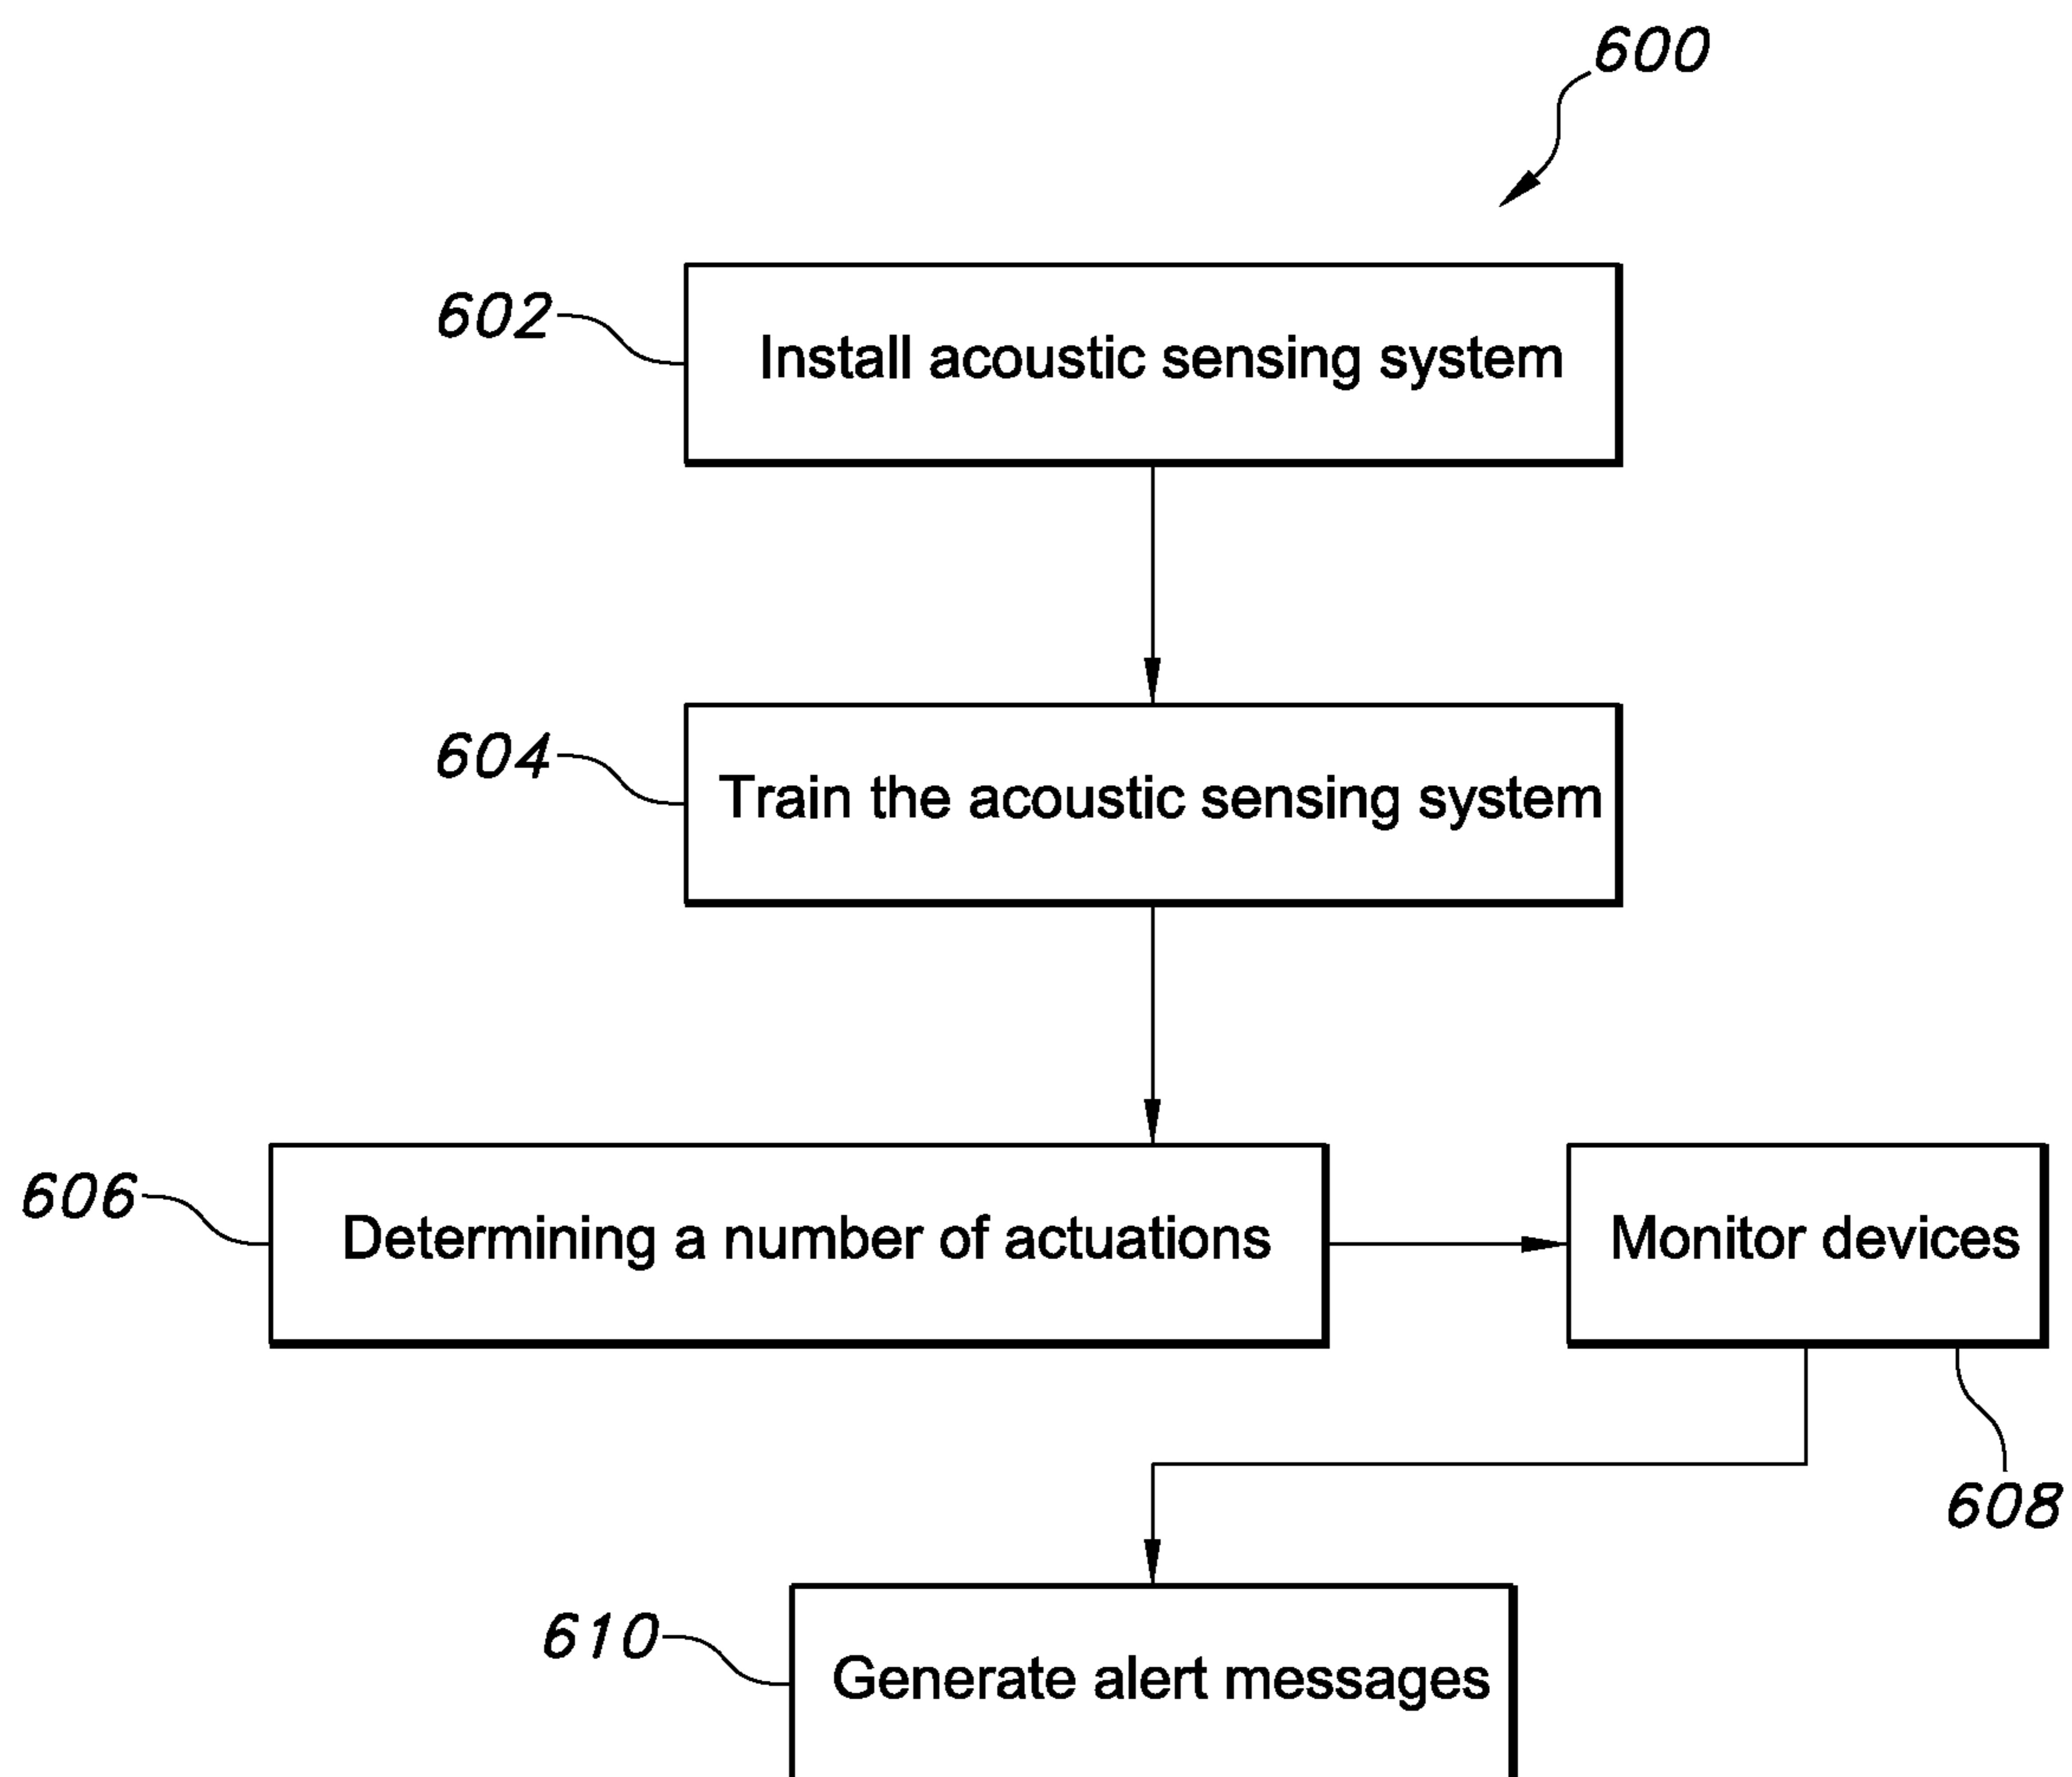 600
602
Install acoustic sensing system
604
Train the acoustic sensing system
606
Determining a number of actuations
Monitor devices
608
610
Generate alert messages